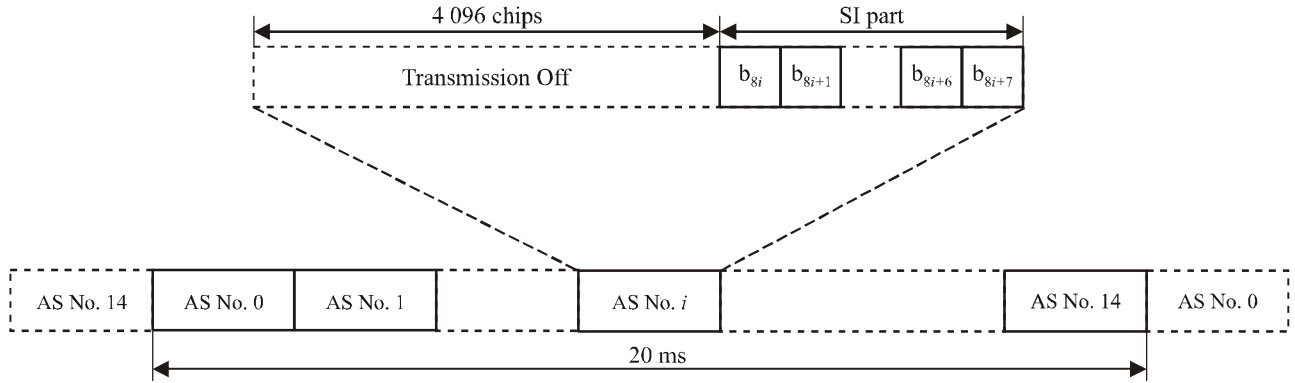 4 096 chips SI part
Transmission Off b8i b8i+1 b8i+6 b8i+7
AS No. 14 AS No. 0 AS No. 1 AS No. i AS No. 14 AS No. 0
20 ms